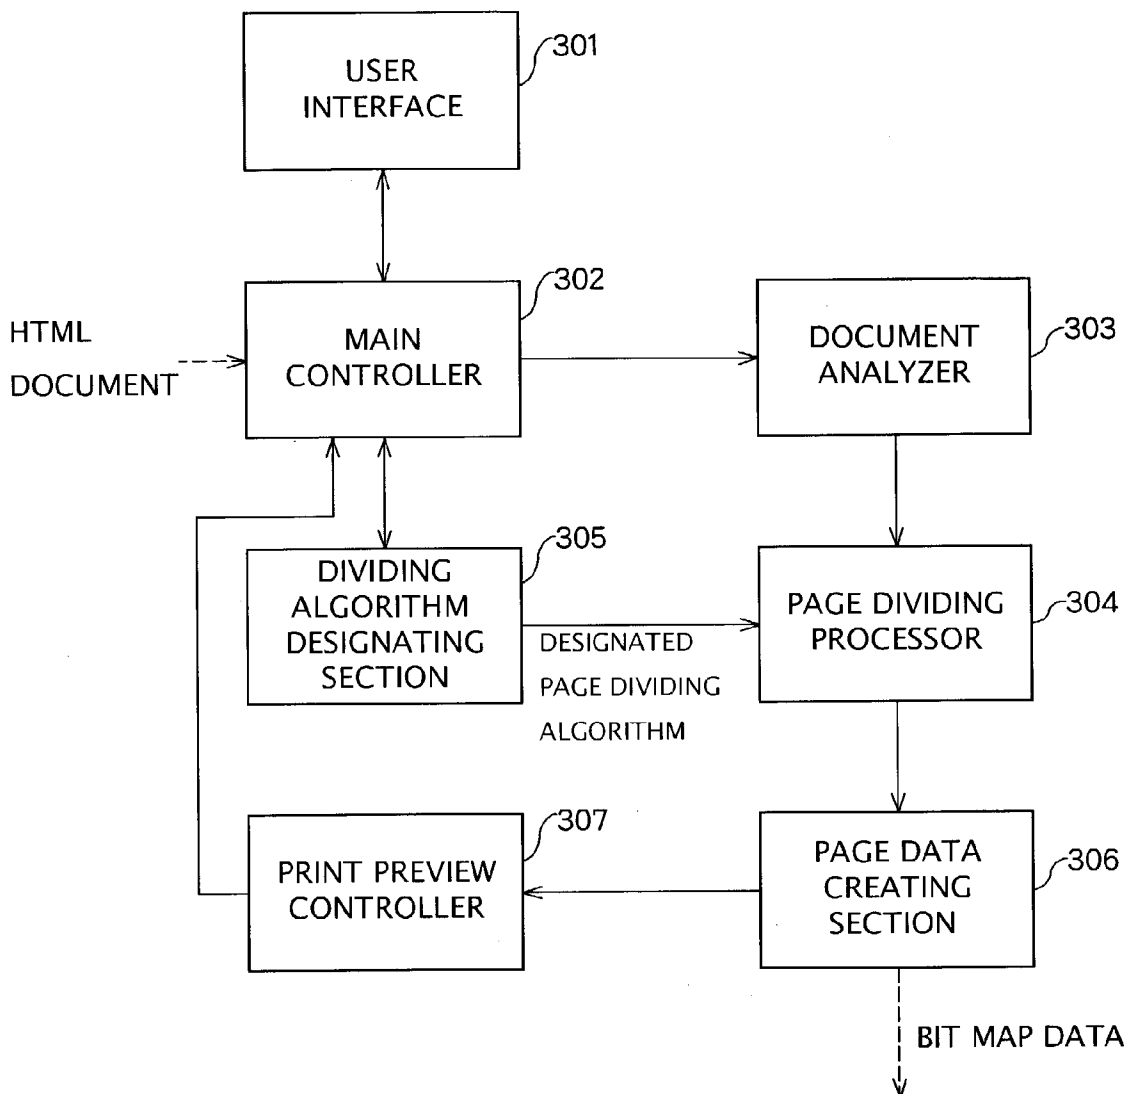 301
USER
INTERFACE
302
HTML
DOCUMENT
MAIN
CONTROLLER
DOCUMENT
ANALYZER
303
305
DIVIDING
ALGORITHM
DESIGNATING
SECTION
DESIGNATED
PAGE DIVIDING
ALGORITHM
PAGE DIVIDING
PROCESSOR
304
307
PRINT PREVIEW
CONTROLLER
PAGE DATA
CREATING
SECTION
306
BIT MAP DATA